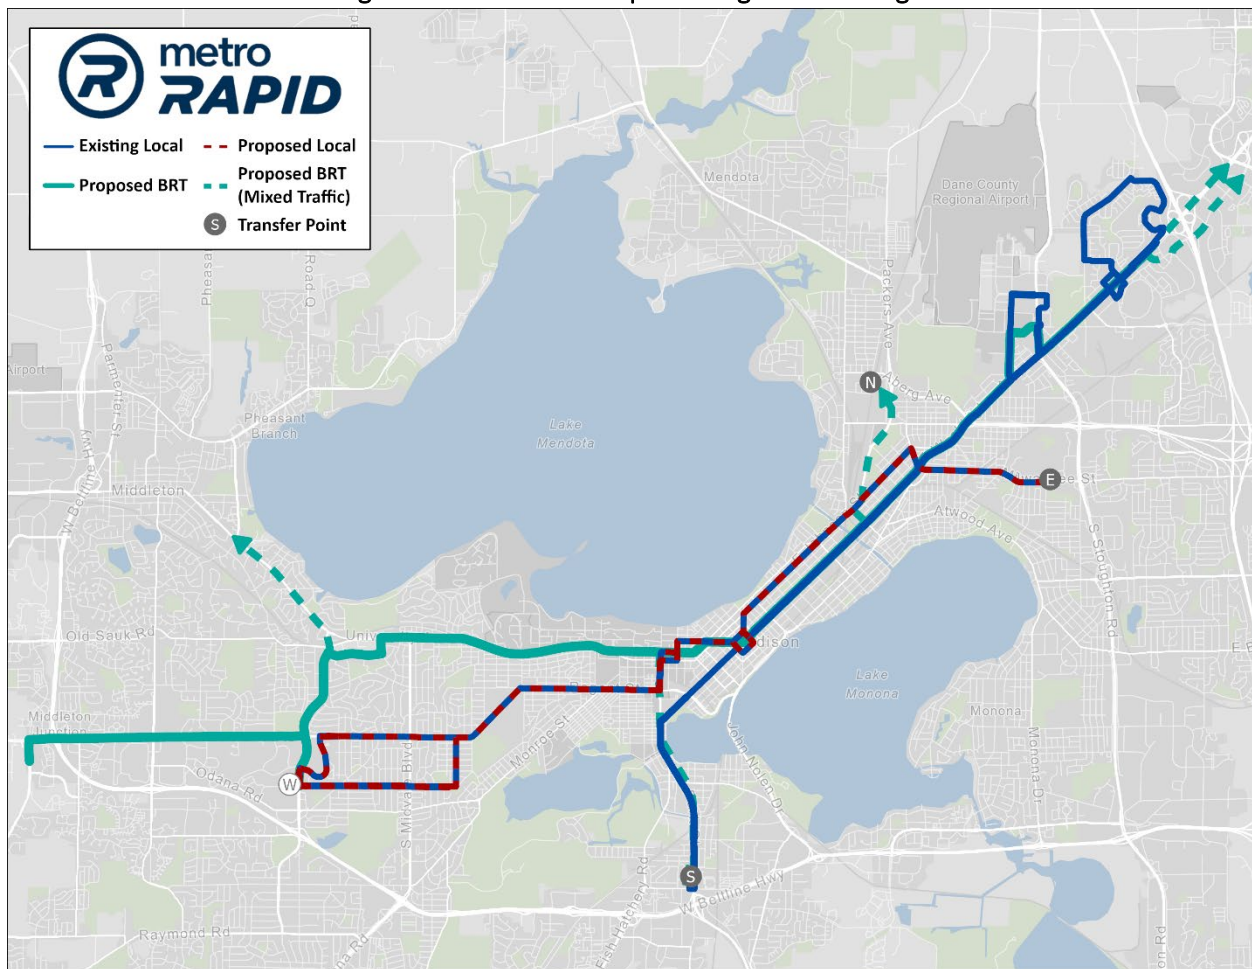 metro
RAPID
R
Existing Local
Proposed Local
Proposed BRT
Proposed BRT
(Mixed Traffic)
S
Transfer Point
Mendota
Dane County
Regional Airport
Packers Ave
Pheasant
Road Q
Airport
Parmenter St
W Beltline Hwy
Pheasant
Branch
Lake
Mendota
N
Aberg Ave
E
Atwood Ave
S Stoughton Rd
Middleton
Old Sauk Rd
Lake
Monona
Monona
Monona Dr
Middleton
Junction
Monroe St
John Nolen Dr
Odana Rd
W
S Midvale Blvd
S
W Beltline Hwy
Fish Hatchery Rd
Raymond Rd